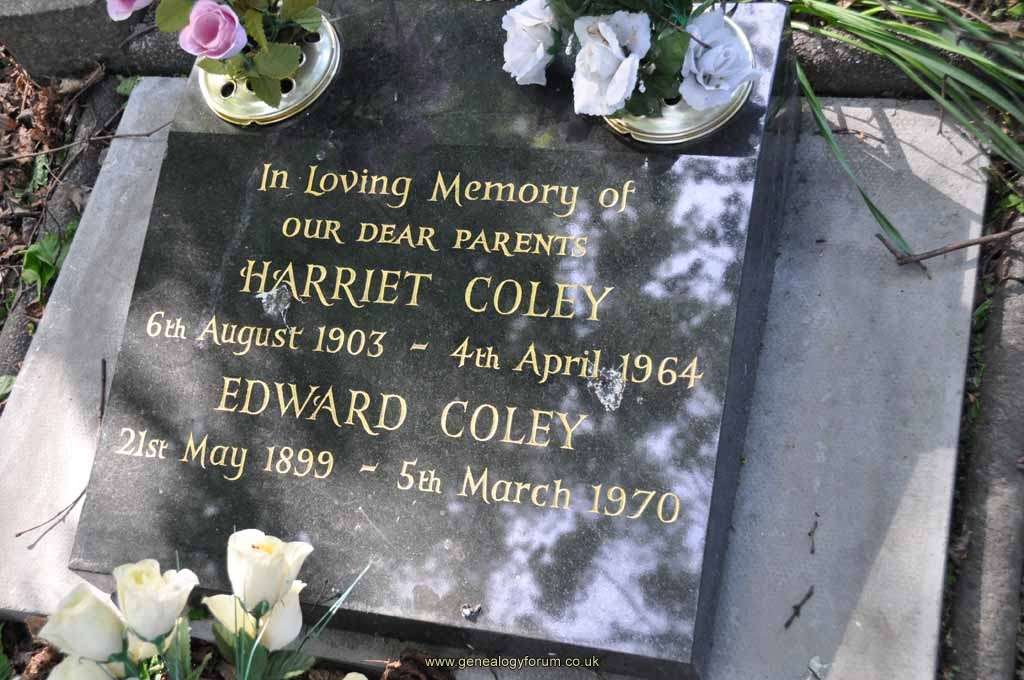 In Loving Memory of
OUR DEAR PARENTS
HARRIET COLEY
6th August 1903 - 4th April 1964
EDWARD COLEY
21st May 1899 - 5th March 1970
www.genealogyforum.co.uk